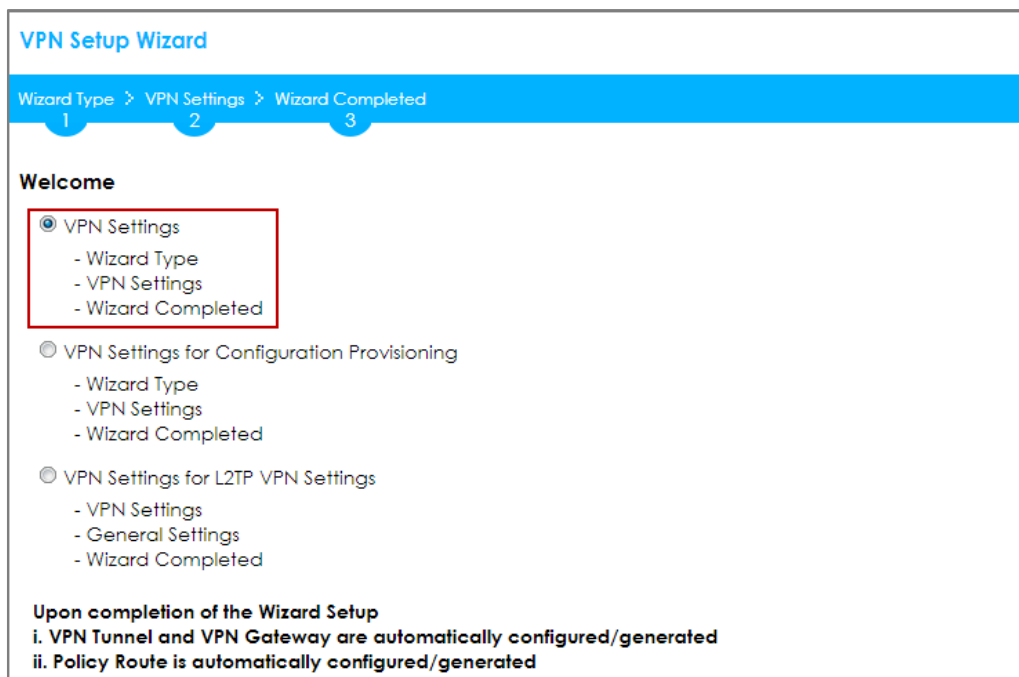 VPN Setup Wizard
Wizard Type > VPN Settings > Wizard Completed
1 2 3
Welcome
VPN Settings
- Wizard Type
- VPN Settings
- Wizard Completed
VPN Settings for Configuration Provisioning
- Wizard Type
- VPN Settings
- Wizard Completed
VPN Settings for L2TP VPN Settings
- VPN Settings
- General Settings
- Wizard Completed
Upon completion of the Wizard Setup
i. VPN Tunnel and VPN Gateway are automatically configured/generated
ii. Policy Route is automatically configured/generated